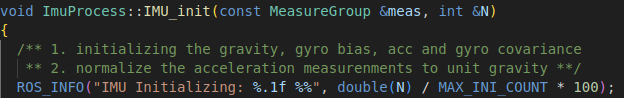 void ImuProcess::IMU_init(const MeasureGroup &meas, int &N)
{
/** 1. initializing the gravity, gyro bias, acc and gyro covariance
** 2. normalize the acceleration measurenments to unit gravity **/
ROS_INFO("IMU Initializing: %.1f %%", double(N) / MAX_INI_COUNT * 100);